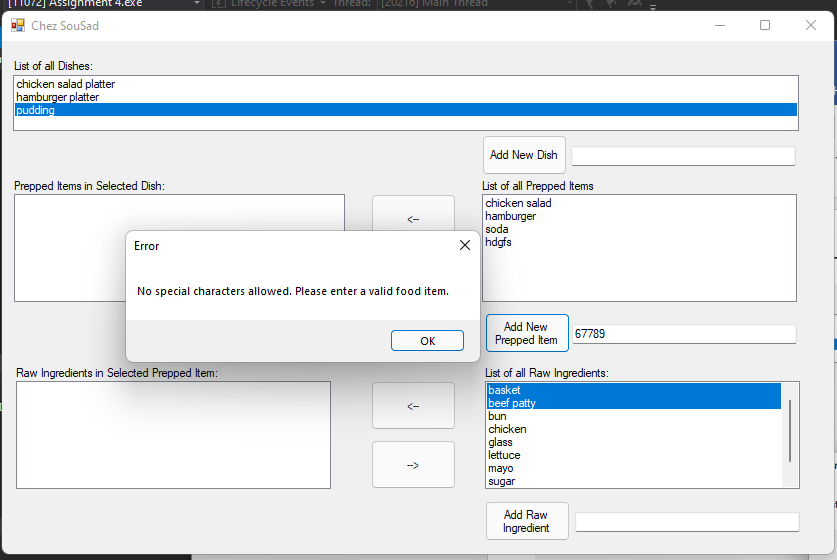 [11072] Assignment 4.exe
Lifecycle Events
Thread:
[20216] Main Thread
Chez SouSad
List of all Dishes:
chicken salad platter
hamburger platter
pudding
Add New Dish
Prepped Items in Selected Dish:
<--
List of all Prepped Items
chicken salad
hamburger
soda
hdgfs
Error
No special characters allowed. Please enter a valid food item.
OK
Add New
Prepped Item
67789
Raw Ingredients in Selected Prepped Item:
<--
-->
List of all Raw Ingredients:
basket
beef patty
bun
chicken
glass
lettuce
mayo
sugar
Add Raw
Ingredient